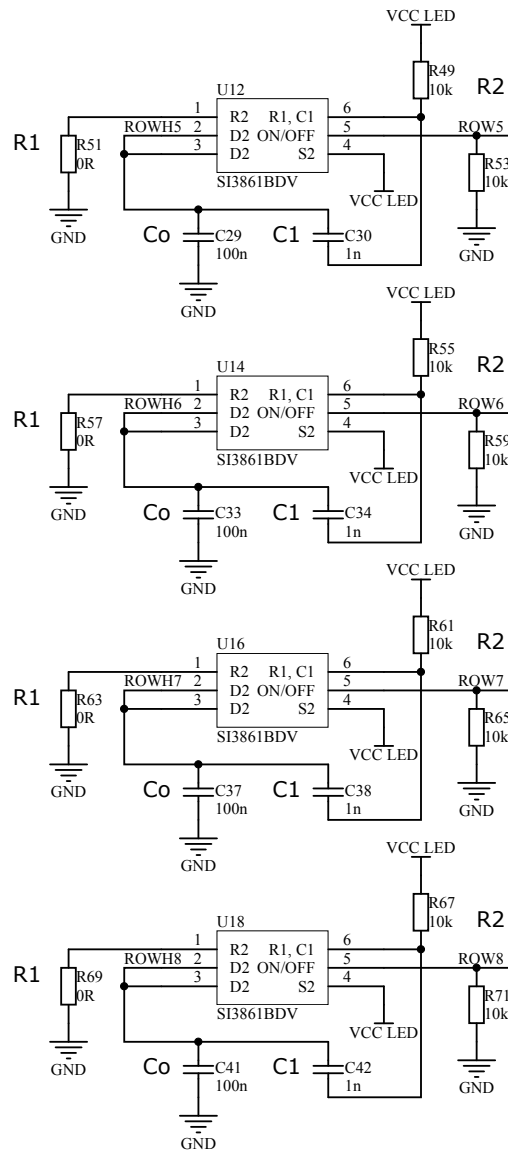 VCC LED
R49
10k
R2
U12
1 R2 R1, C1 6
ROWH5 2 D2 ON/OFF 5 ROW5
3 D2 S2 4
R1
R51
0R
SI3861BDV
R53
10k
VCC LED
GND
Co
C29
100n
C1
C30
1n
GND
GND
VCC LED
R55
10k
R2
U14
1 R2 R1, C1 6
ROWH6 2 D2 ON/OFF 5 ROW6
3 D2 S2 4
R1
R57
0R
SI3861BDV
R59
10k
VCC LED
GND
Co
C33
100n
C1
C34
1n
GND
GND
VCC LED
R61
10k
R2
U16
1 R2 R1, C1 6
ROWH7 2 D2 ON/OFF 5 ROW7
3 D2 S2 4
R1
R63
0R
SI3861BDV
R65
10k
VCC LED
GND
Co
C37
100n
C1
C38
1n
GND
GND
VCC LED
R67
10k
R2
U18
1 R2 R1, C1 6
ROWH8 2 D2 ON/OFF 5 ROW8
3 D2 S2 4
R1
R69
0R
SI3861BDV
R71
10k
VCC LED
GND
Co
C41
100n
C1
C42
1n
GND
GND